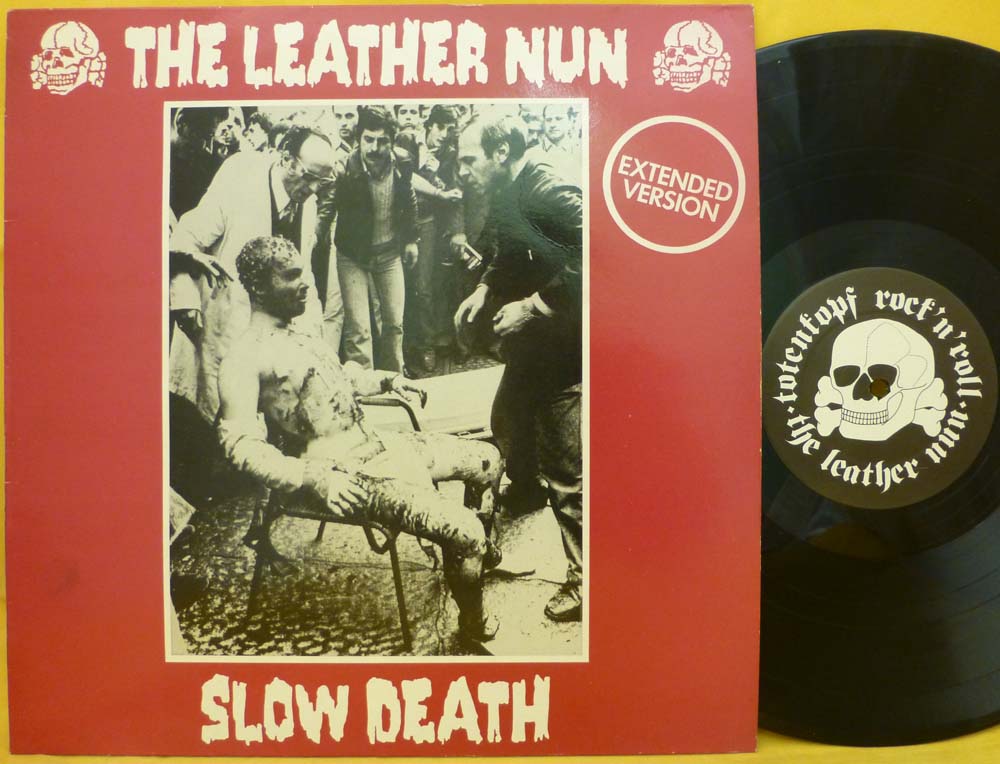 THE LEATHER NUN
EXTENDED
VERSION
SLOW DEATH
totenkopf rock'n'roll
the leather nun